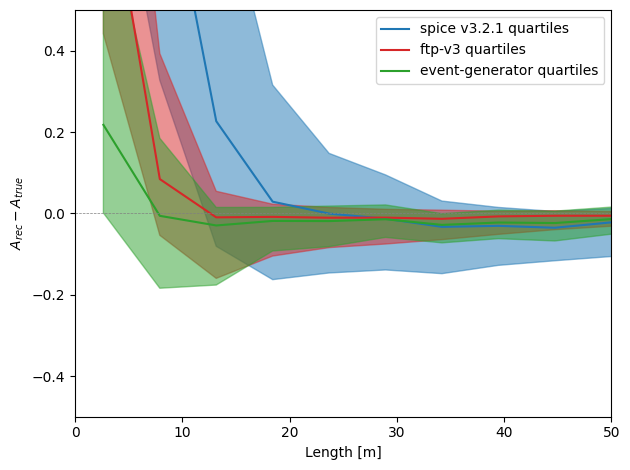 spice v3.2.1 quartiles
ftp-v3 quartiles
event-generator quartiles
0.4
0.2
0.0
−0.2
−0.4
A_rec − A_true
0 10 20 30 40 50
Length [m]